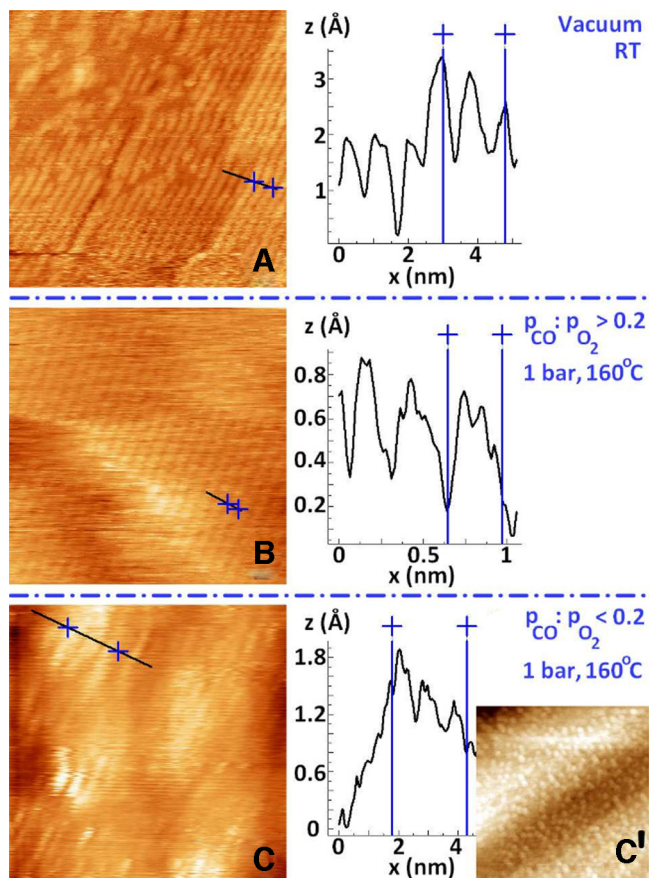 z (Å)
Vacuum
RT
3
2
1
0
0 2 4
x (nm)
A
z (Å)
pCO: pO2 > 0.2
1 bar, 160°C
0.8
0.6
0.4
0.2
0 0.5 1
x (nm)
B
z (Å)
pCO: pO2 < 0.2
1 bar, 160°C
1.8
1.2
0.6
0
0 2 4
C
C'